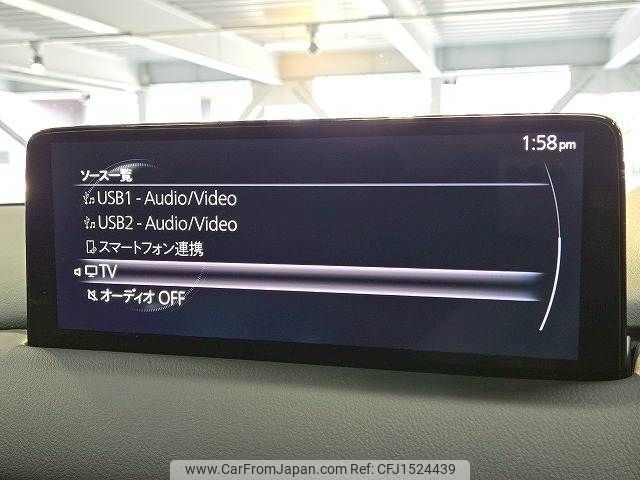 1:58pm
ソース一覧
USB1 - Audio/Video
USB2 - Audio/Video
スマートフォン連携
TV
オーディオ OFF
www.CarFromJapan.com - Ref No: CFJ1524439